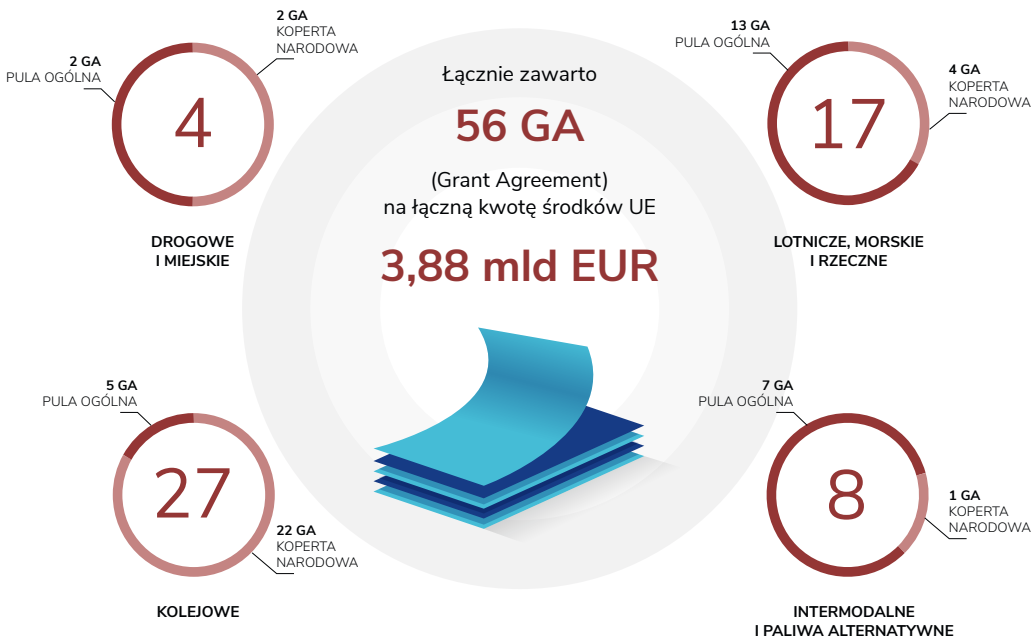 2 GA
KOPERTA
NARODOWA
2 GA
PULA OGÓLNA
4
DROGOWE
I MIEJSKIE
Łącznie zawarto
56 GA
(Grant Agreement)
na łączną kwotę środków UE
3,88 mld EUR
13 GA
PULA OGÓLNA
4 GA
KOPERTA
NARODOWA
17
LOTNICZE, MORSKIE
I RZECZNE
5 GA
PULA OGÓLNA
27
22 GA
KOPERTA
NARODOWA
KOLEJOWE
7 GA
PULA OGÓLNA
8
1 GA
KOPERTA
NARODOWA
INTERMODALNE
I PALIWA ALTERNATYWNE